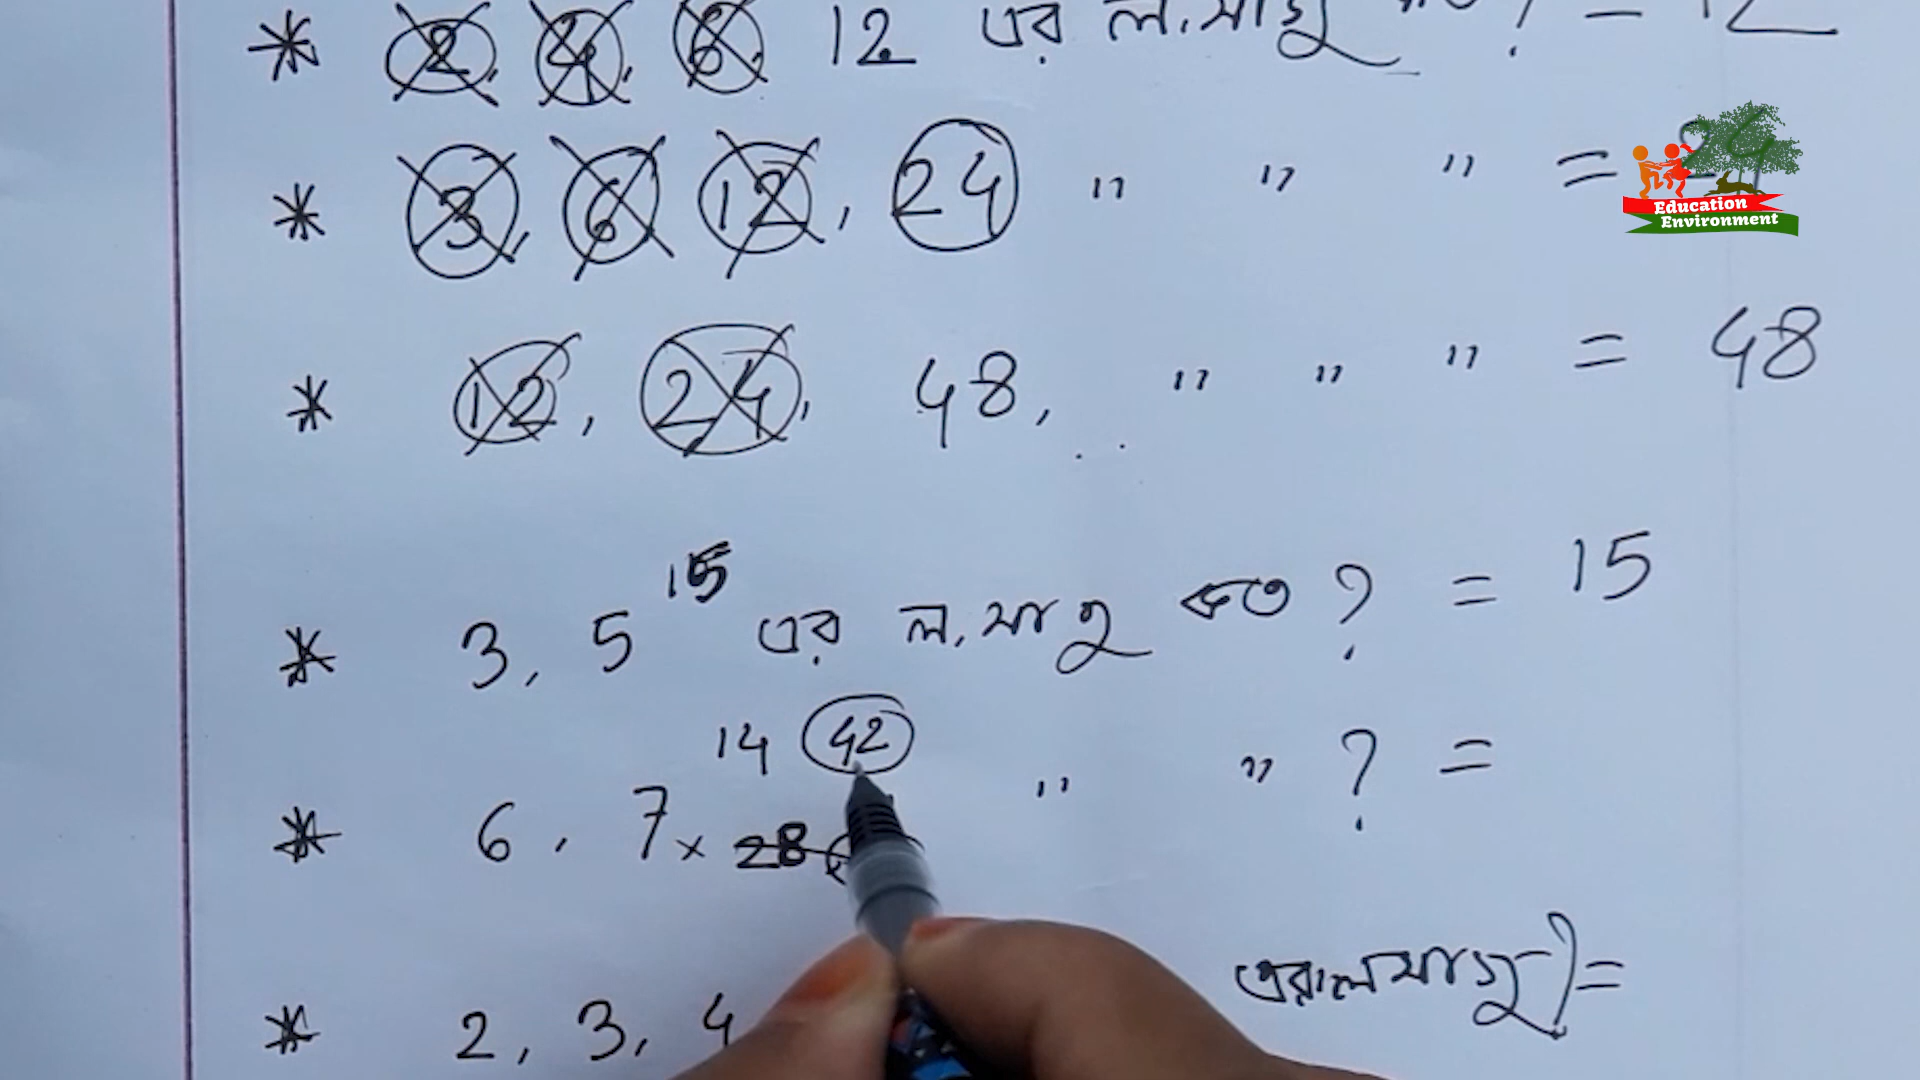 * 2, 4, 6, 12 এর ল.সাগু ? = 12
* 3, 6, 12, 24 " " " = 24
Education
Environment
* 12, 24, 48, " " " = 48
15
* 3, 5 এর ল.সাগু কত ? = 15
14 42
* 6, 7 × 28 " " ? =
* 2, 3, 4 এর ল সাগু ? =